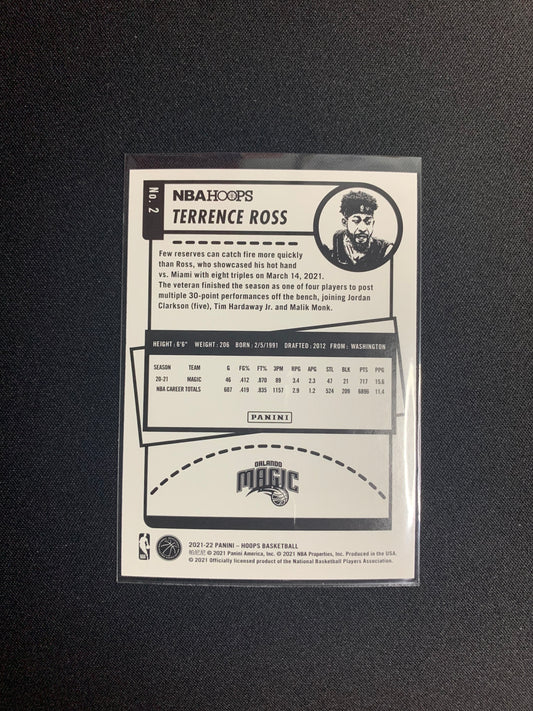 No. 2
NBA HOOPS
TERRENCE ROSS
Few reserves can catch fire more quickly
than Ross, who showcased his hot hand
vs. Miami with eight triples on March 14, 2021.
The veteran finished the season as one of four players to post
multiple 30-point performances off the bench, joining Jordan
Clarkson (five), Tim Hardaway Jr. and Malik Monk.
HEIGHT: 6'6" WEIGHT: 206 BORN: 2/5/1991 DRAFTED: 2012 FROM: WASHINGTON
SEASON TEAM G FG% FT% 3PM RPG APG STL BLK PTS PPG
20-21 MAGIC 46 .412 .870 89 3.4 2.3 47 21 717 15.6
NBA CAREER TOTALS 607 .419 .835 1157 2.9 1.2 524 209 6896 11.4
PANINI
ORLANDO
MAGIC
2021-22 PANINI – HOOPS BASKETBALL
帕尼尼 © 2021 Panini America, Inc. © 2021 NBA Properties, Inc. Produced in the USA.
© 2021 Officially licensed product of the National Basketball Players Association.